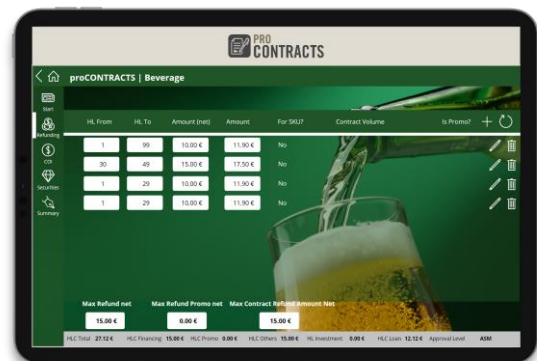 PRO
CONTRACTS
proCONTRACTS | Beverage
Start
HL From HL To Amount (net) Amount For SKU? Contract Volume Is Promo?
Refunding
1 99 10.00 € 11.90 € No
30 49 15.00 € 17.50 € No
COI
1 29 10.00 € 11.90 € No
Securities
1 29 10.00 € 11.90 € No
Summary
Max Refund net Max Refund Promo net Max Contract Refund Amount Net
15.00 € 0.00 € 15.00 €
HLC Total 27.12 € HLC Financing 15.00 € HLC Promo 0.00 € HLC Others 15.00 € HL Investment 0.00 € HLC Loan 12.12 € Approval Level ASM